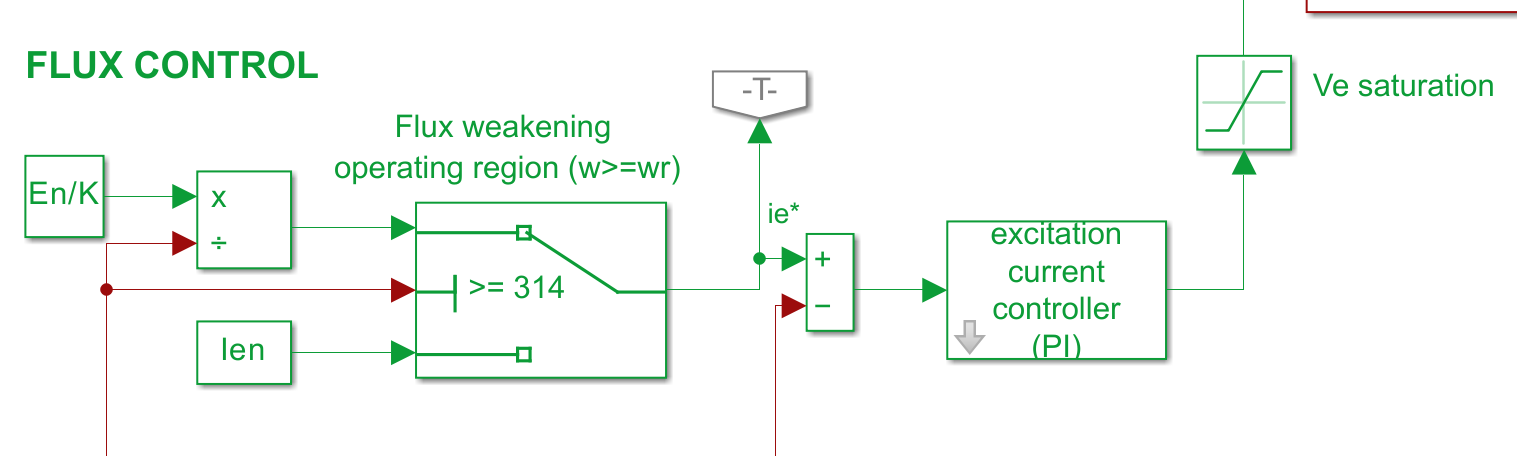 FLUX CONTROL
Ve saturation
-T-
Flux weakening
operating region (w>=wr)
En/K
x
÷
ie*
+
−
>= 314
Ien
excitation
current
controller
(PI)